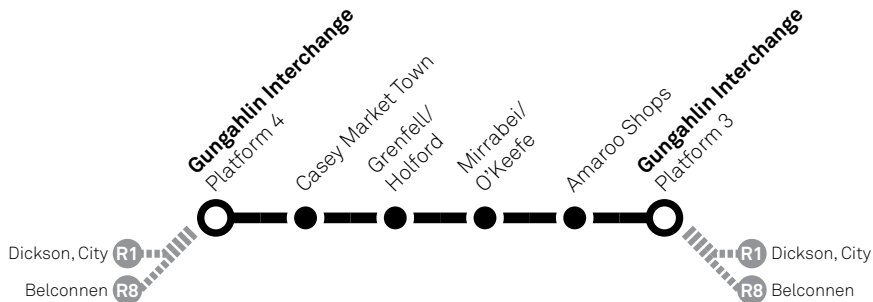 Gungahlin Interchange
Platform 4
Casey Market Town
Grenfell/
Holford
Mirrabei/
O'Keefe
Amaroo Shops
Gungahlin Interchange
Platform 3
Dickson, City R1
Belconnen R8
R1 Dickson, City
R8 Belconnen